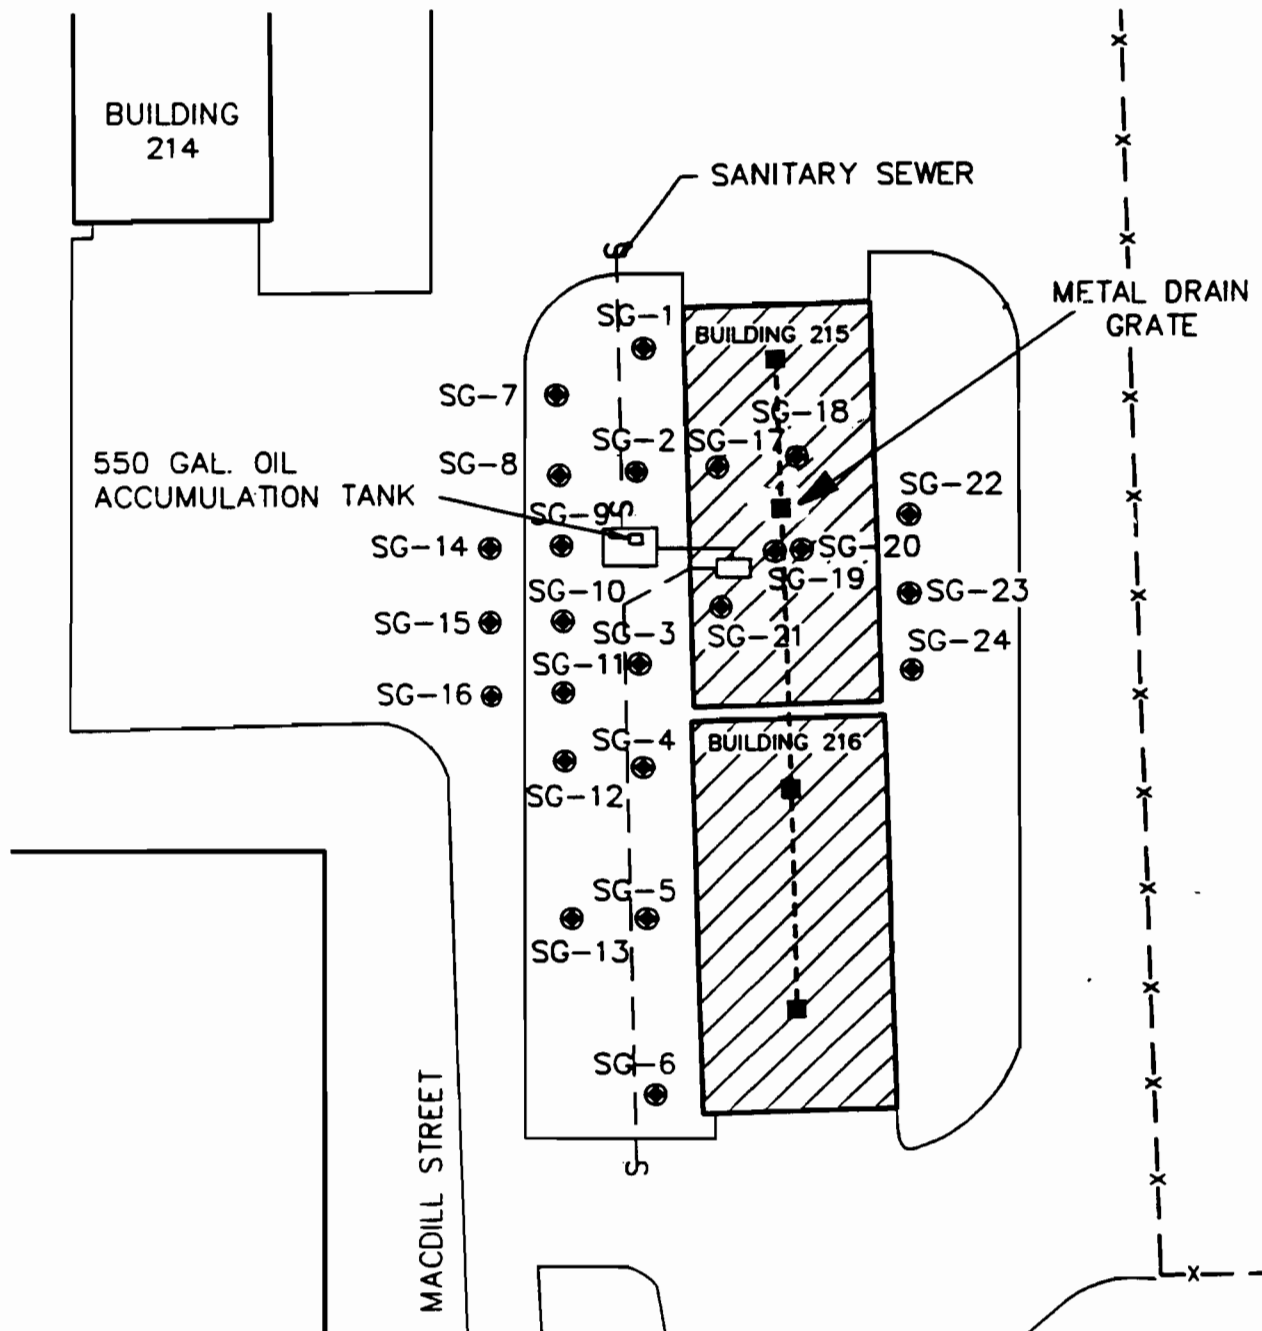 BUILDING
214
SANITARY SEWER
S
METAL DRAIN
GRATE
SG-1
BUILDING 215
SG-7
SG-18
SG-2
SG-17
SG-8
550 GAL. OIL
ACCUMULATION TANK
SG-22
SG-9
S
SG-14
SG-20
SG-19
SG-10
SG-23
SG-15
SG-3
SG-21
SG-11
SG-24
SG-16
SG-4
BUILDING 216
SG-12
SG-5
SG-13
SG-6
S
MACDILL STREET
X
X
X
X
X
X
X
X
X
X
X
X
X